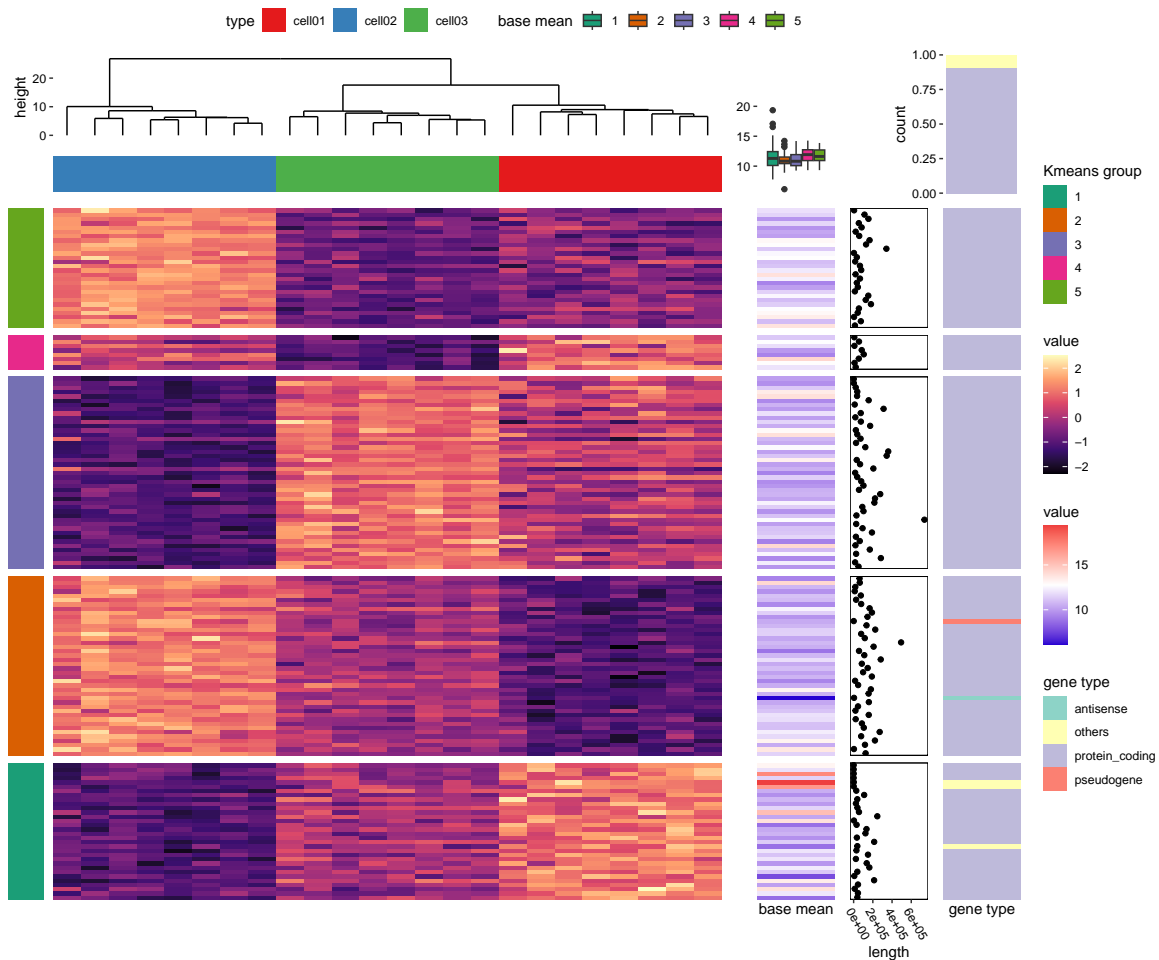 type cell01 cell02 cell03 base mean 1 2 3 4 5
height
20
10
0
20
15
10
count
1.00
0.75
0.50
0.25
0.00
Kmeans group
1
2
3
4
5
value
2
1
0
−1
−2
value
15
10
gene type
antisense
others
protein_coding
pseudogene
base mean
0e+00
2e+05
4e+05
6e+05
length
gene type